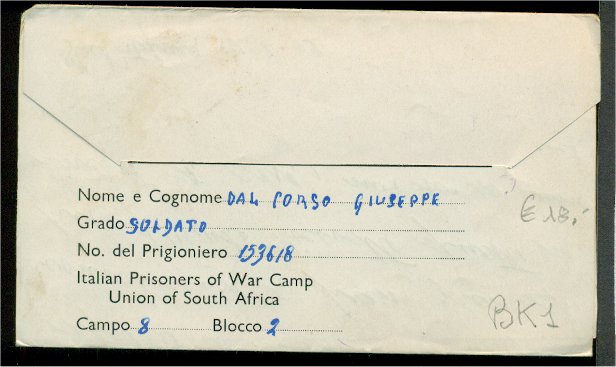 Nome e Cognome DAL CORSO GIUSEPPE
Grado SOLDATO
€ 18,-
No. del Prigioniero 153618
Italian Prisoners of War Camp
Union of South Africa
BK1
Campo 8 Blocco 2